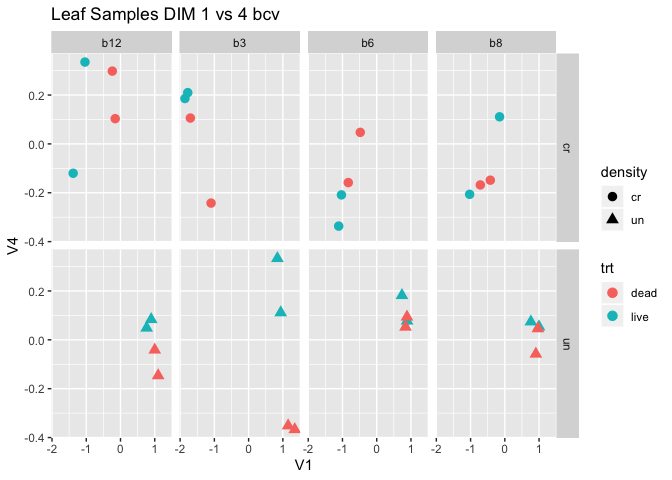 Leaf Samples DIM 1 vs 4 bcv
b12 b3 b6 b8
0.2
0.0
-0.2
-0.4
cr
V4
0.2
0.0
-0.2
-0.4
un
-2 -1 0 1 -2 -1 0 1 -2 -1 0 1 -2 -1 0 1
V1
density
cr
un
trt
dead
live